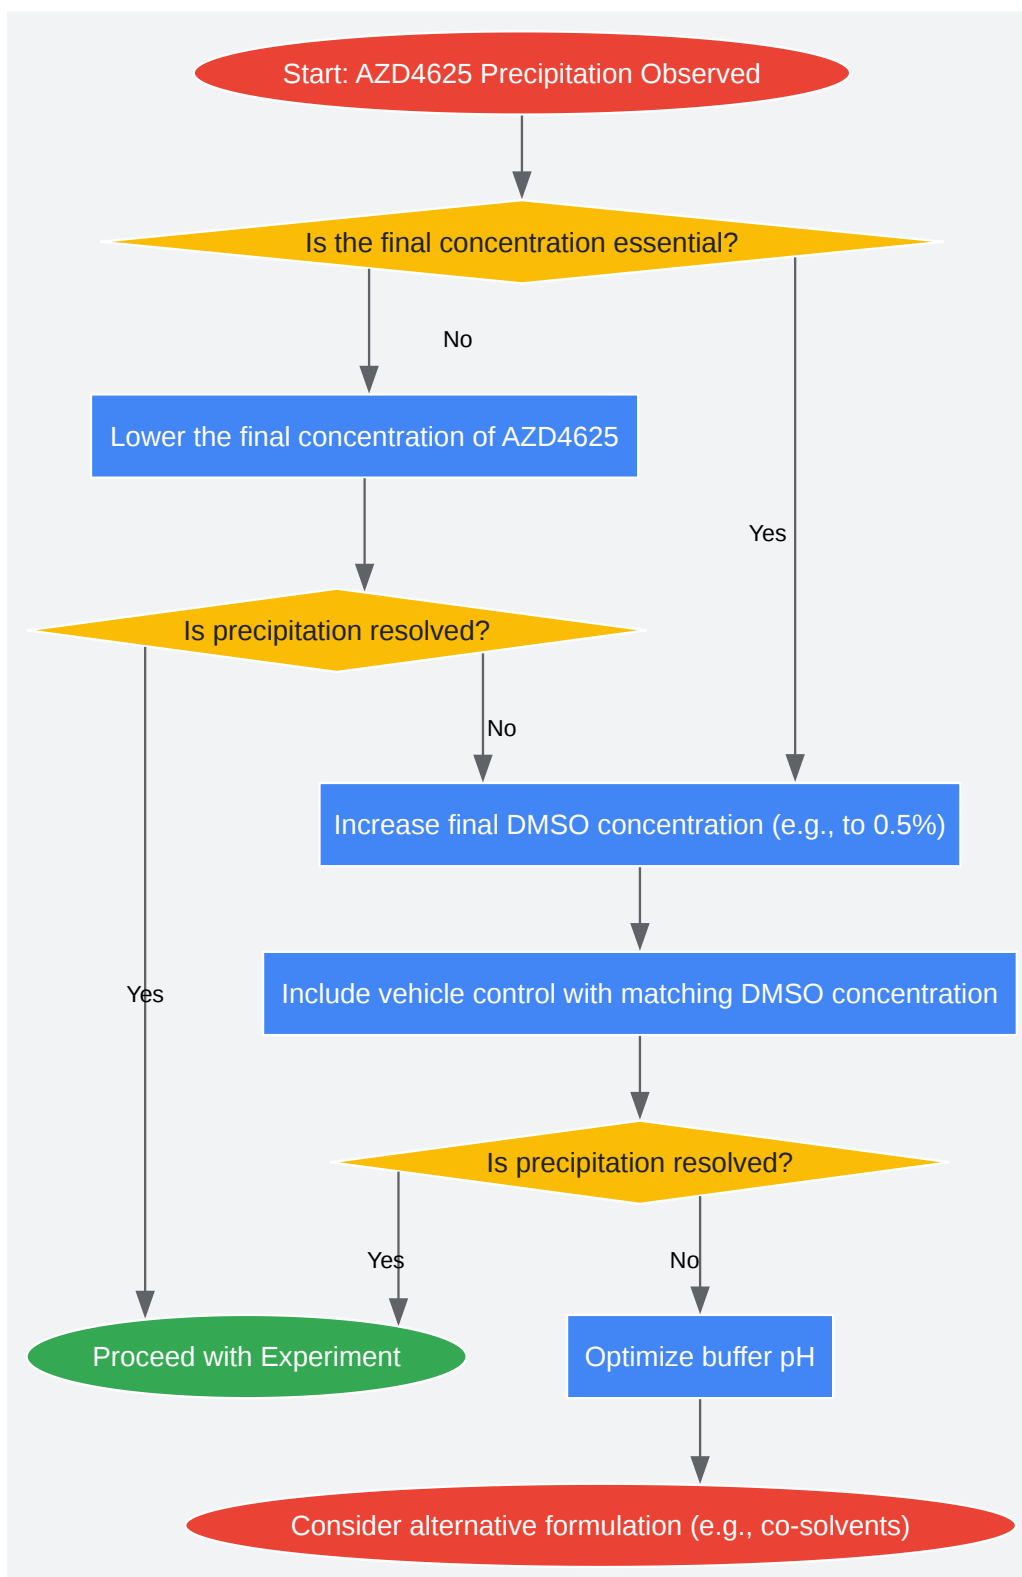 Start: AZD4625 Precipitation Observed
Is the final concentration essential?
No
Lower the final concentration of AZD4625
Yes
Is precipitation resolved?
No
Increase final DMSO concentration (e.g., to 0.5%)
Yes
Include vehicle control with matching DMSO concentration
Is precipitation resolved?
Yes
No
Proceed with Experiment
Optimize buffer pH
Consider alternative formulation (e.g., co-solvents)